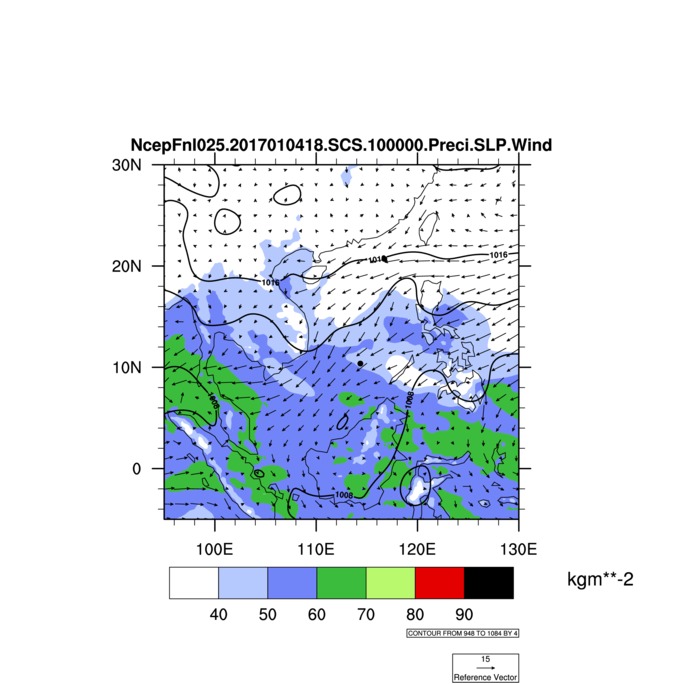 NcepFnl025.2017010418.SCS.100000.Preci.SLP.Wind
30N
20N
10N
0
1016
1016
1016
1008
1008
1008
100E
110E
120E
130E
kgm**-2
40
50
60
70
80
90
CONTOUR FROM 948 TO 1084 BY 4
15
Reference Vector